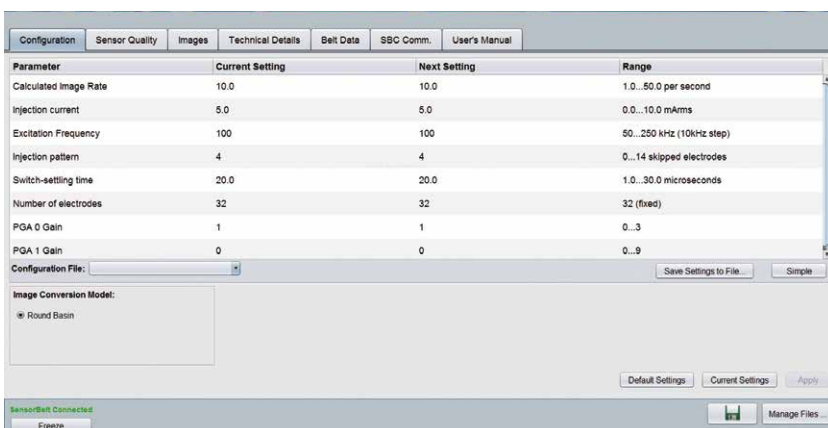 Configuration Sensor Quality Images Technical Details Belt Data SBC Comm. User's Manual
Parameter Current Setting Next Setting Range
Calculated Image Rate 10.0 10.0 1.0...50.0 per second
Injection current 5.0 5.0 0.0...10.0 mArms
Excitation Frequency 100 100 50...250 kHz (10kHz step)
Injection pattern 4 4 0...14 skipped electrodes
Switch-settling time 20.0 20.0 1.0...30.0 microseconds
Number of electrodes 32 32 32 (fixed)
PGA 0 Gain 1 1 0...3
PGA 1 Gain 0 0 0...9
Configuration File: Save Settings to File... Simple
Image Conversion Model:
Round Basin
Default Settings Current Settings Apply
SensorBelt Connected
Freeze Manage Files ...